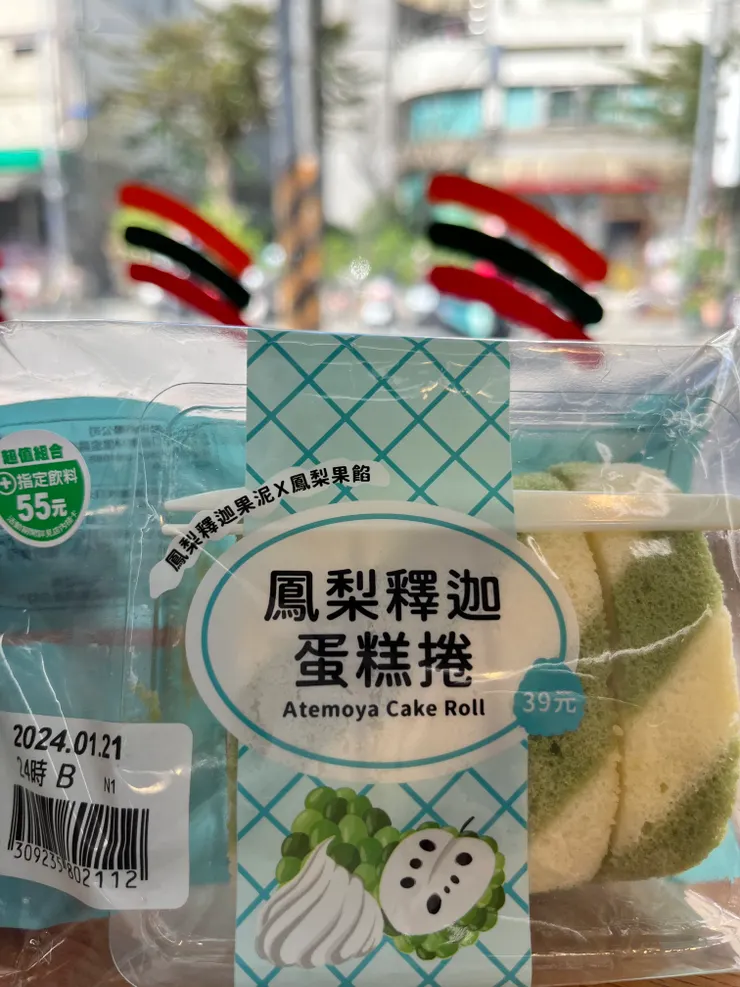 超值組合
+指定飲料
55元
鳳梨釋迦果泥X鳳梨果餡
鳳梨釋迦
蛋糕捲
Atemoya Cake Roll
39元
2024.01.21
24時 B N1
309235802112